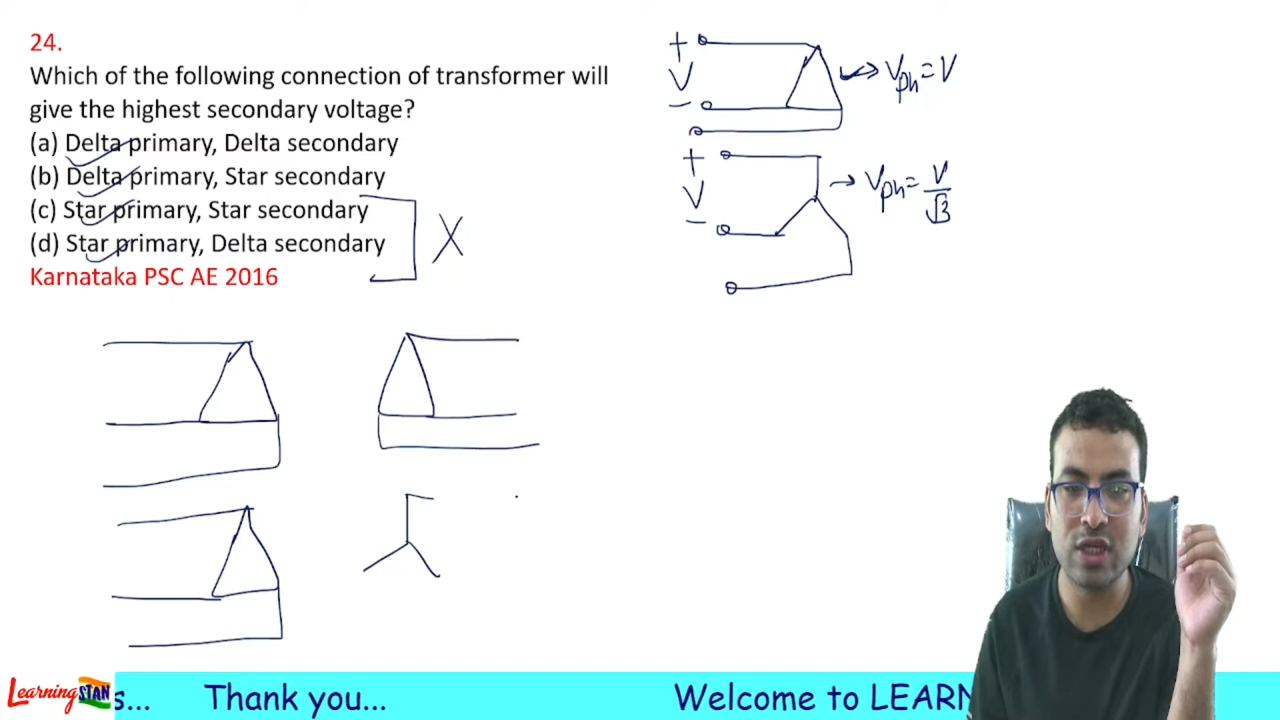 24.
Which of the following connection of transformer will
give the highest secondary voltage?
(a) Delta primary, Delta secondary
(b) Delta primary, Star secondary
(c) Star primary, Star secondary
(d) Star primary, Delta secondary
Karnataka PSC AE 2016
X
+
V
-
Vph = V
+
V
-
Vph = V/√3
LearningSTAN
s... Thank you... Welcome to LEARN